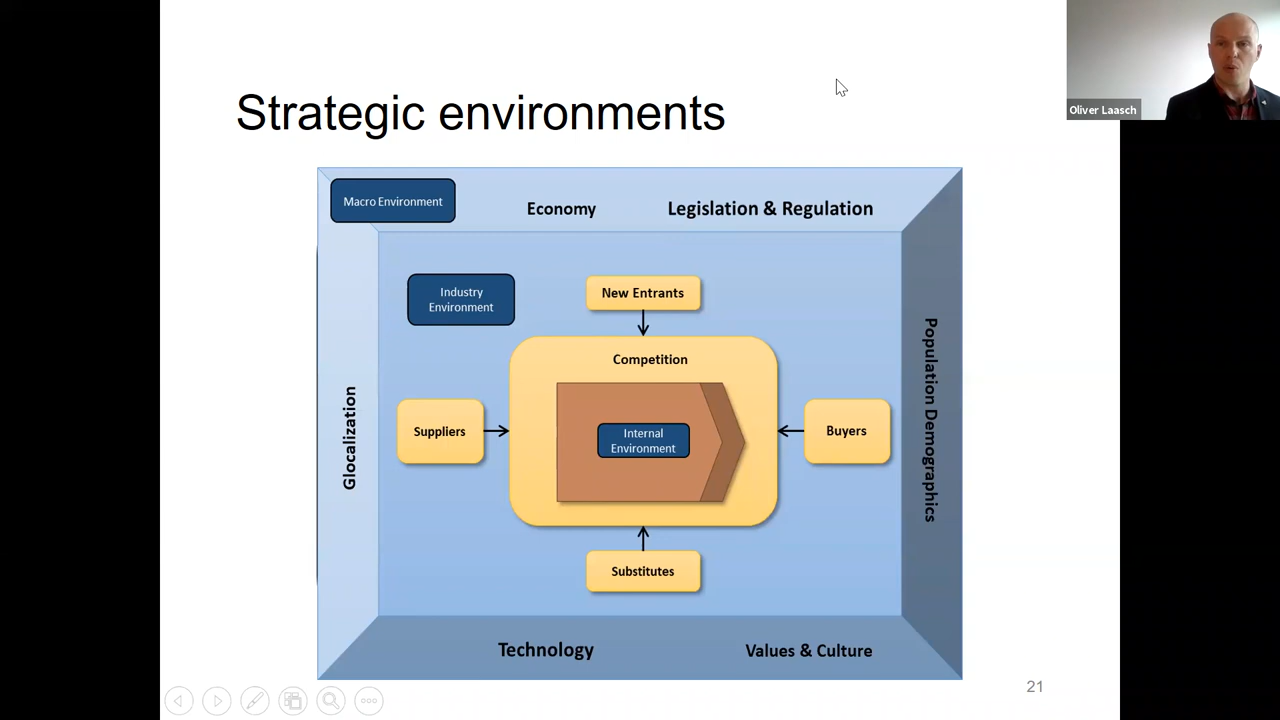 Oliver Laasch
Strategic environments
Macro Environment
Economy
Legislation & Regulation
Industry
Environment
New Entrants
Competition
Glocalization
Suppliers
Internal
Environment
Buyers
Population Demographics
Substitutes
Technology
Values & Culture
21